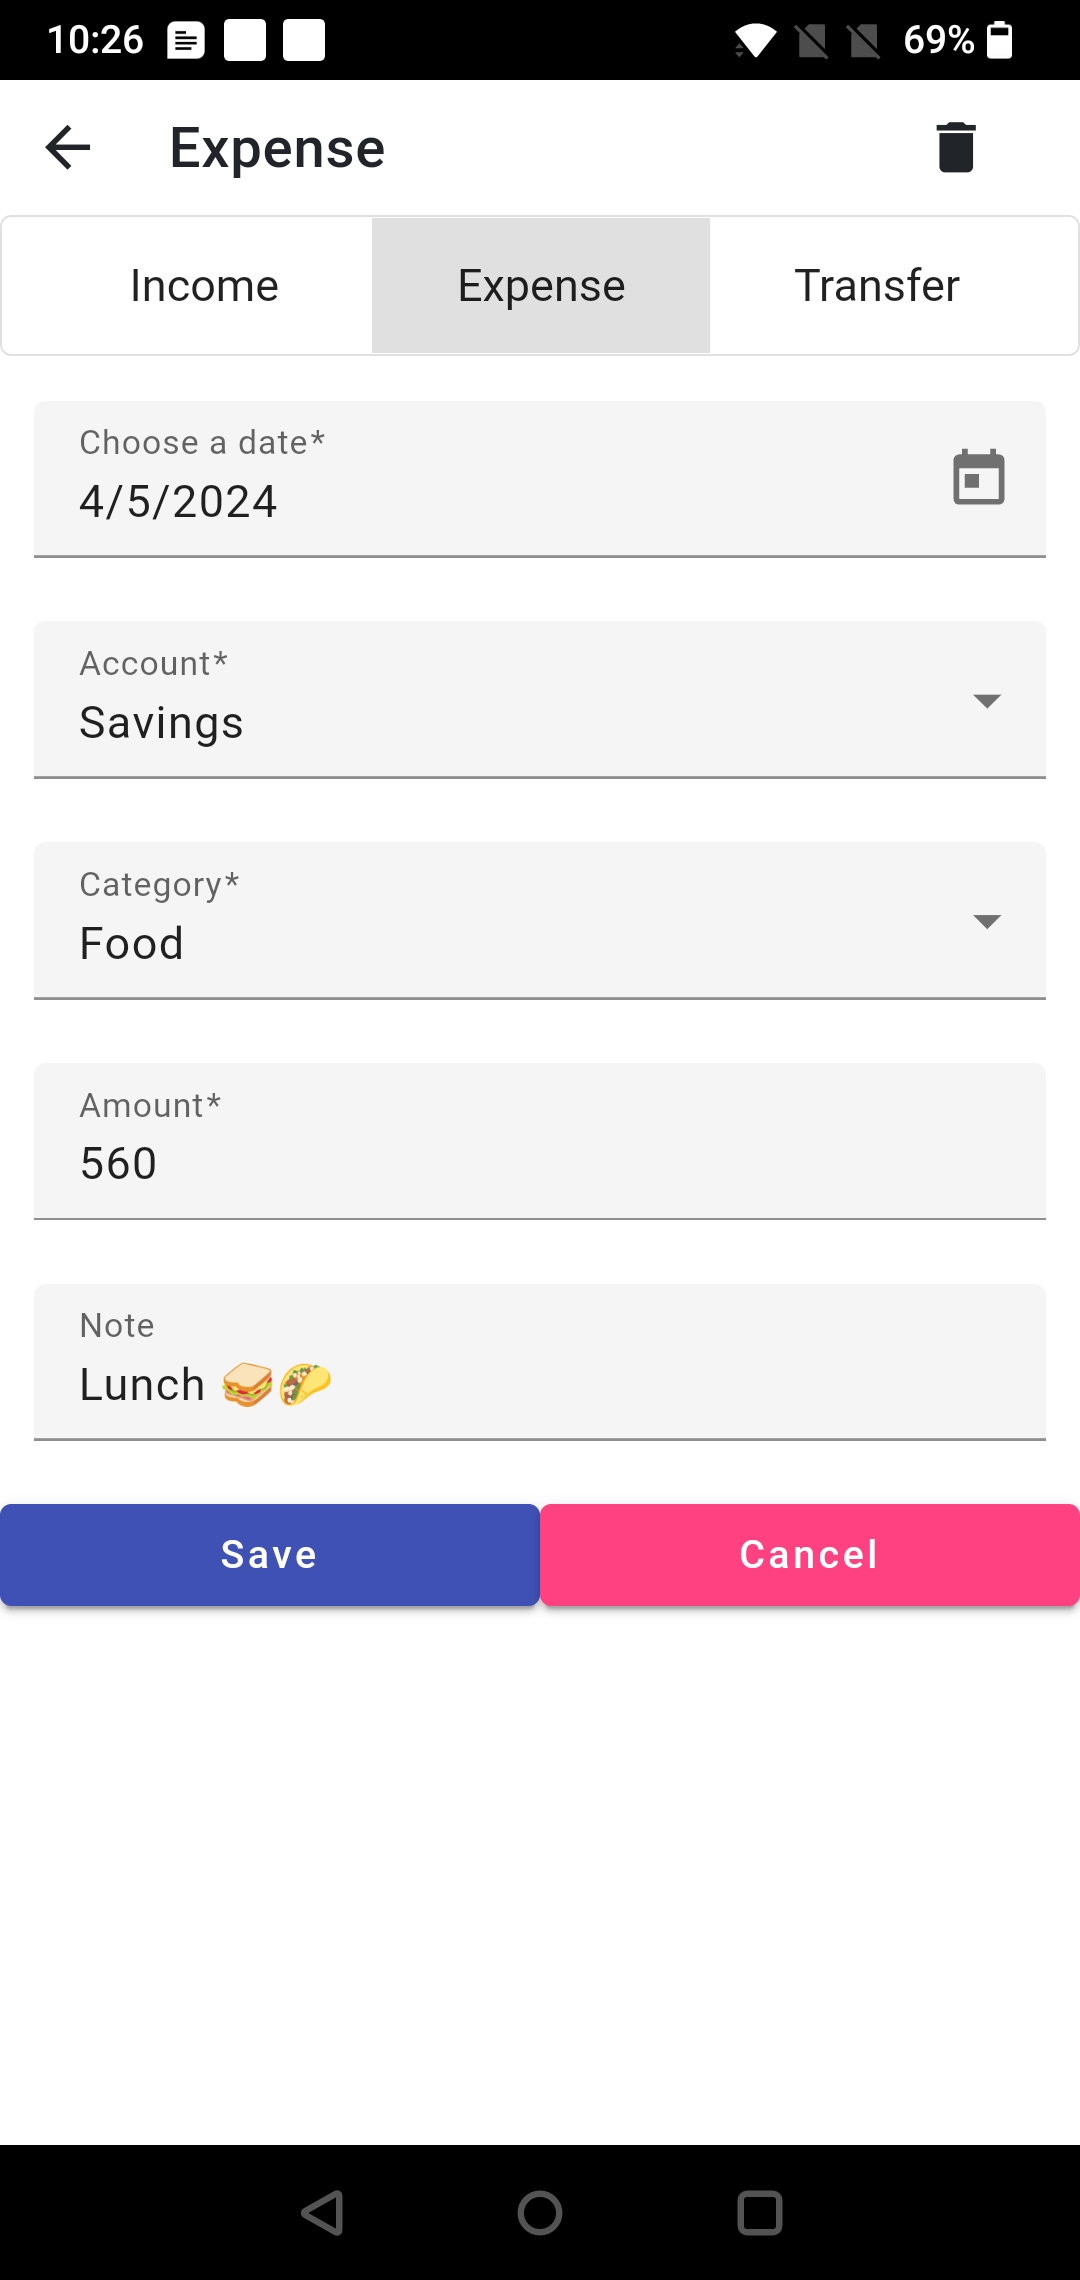 10:26 69%
Expense
Income Expense Transfer
Choose a date*
4/5/2024
Account*
Savings
Category*
Food
Amount*
560
Note
Lunch 🥪🌮
Save Cancel